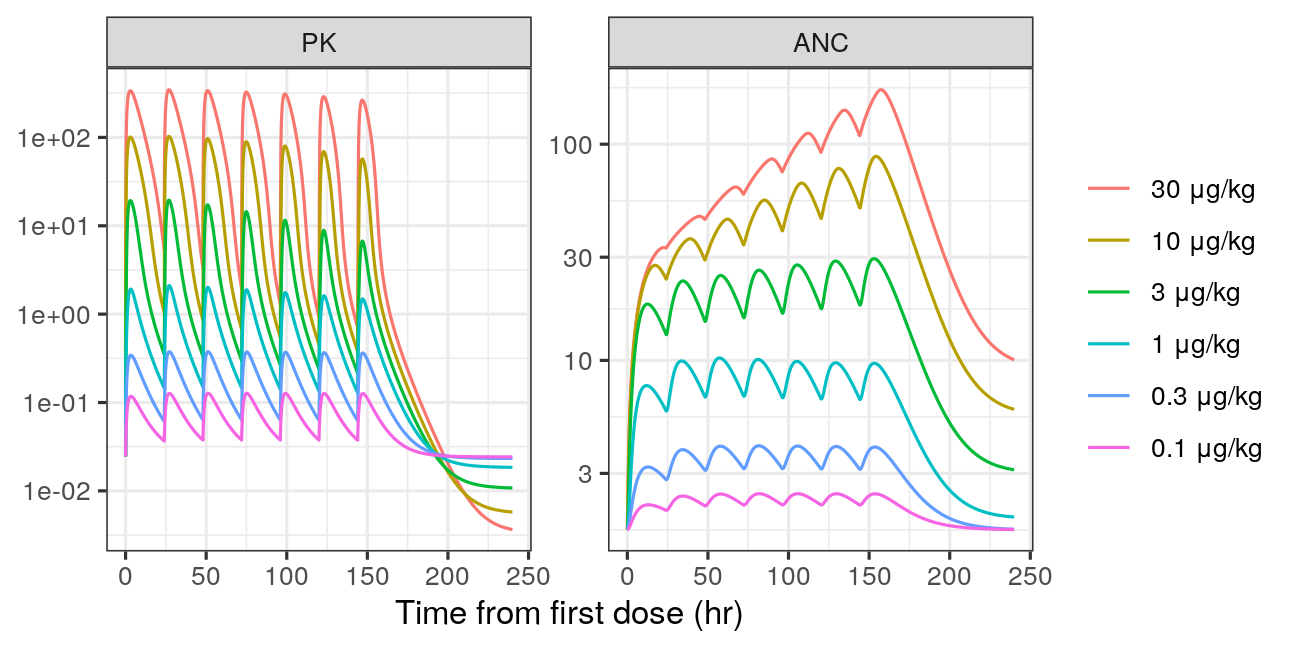 PK
ANC
1e+02
1e+01
1e+00
1e-01
1e-02
100
30
10
3
0 50 100 150 200 250
0 50 100 150 200 250
Time from first dose (hr)
30 μg/kg
10 μg/kg
3 μg/kg
1 μg/kg
0.3 μg/kg
0.1 μg/kg